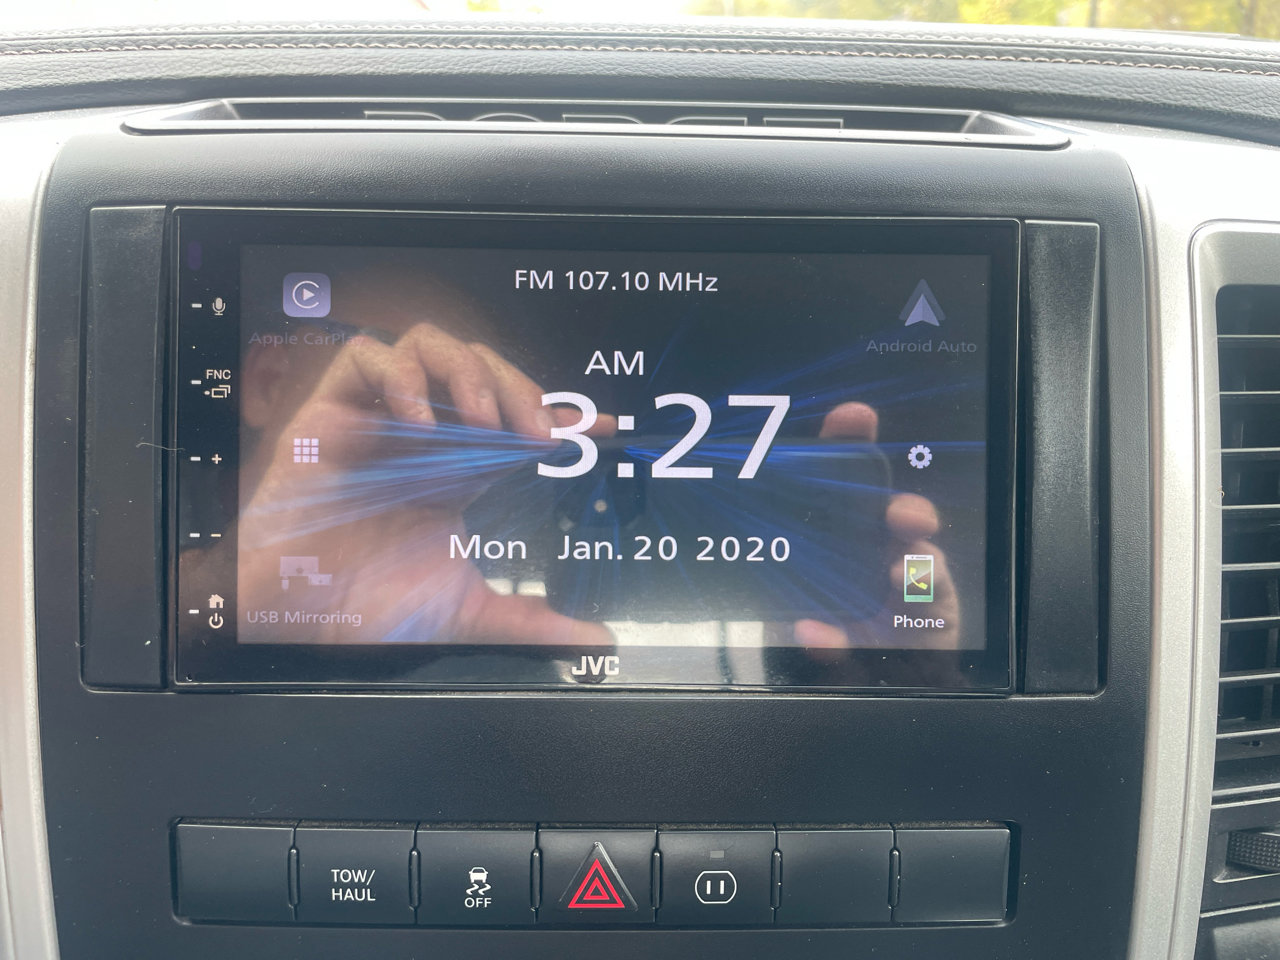 FM 107.10 MHz
Apple CarPlay
Android Auto
AM
3:27
Mon Jan. 20 2020
USB Mirroring
Phone
FNC
+
-
JVC
TOW/
HAUL
OFF